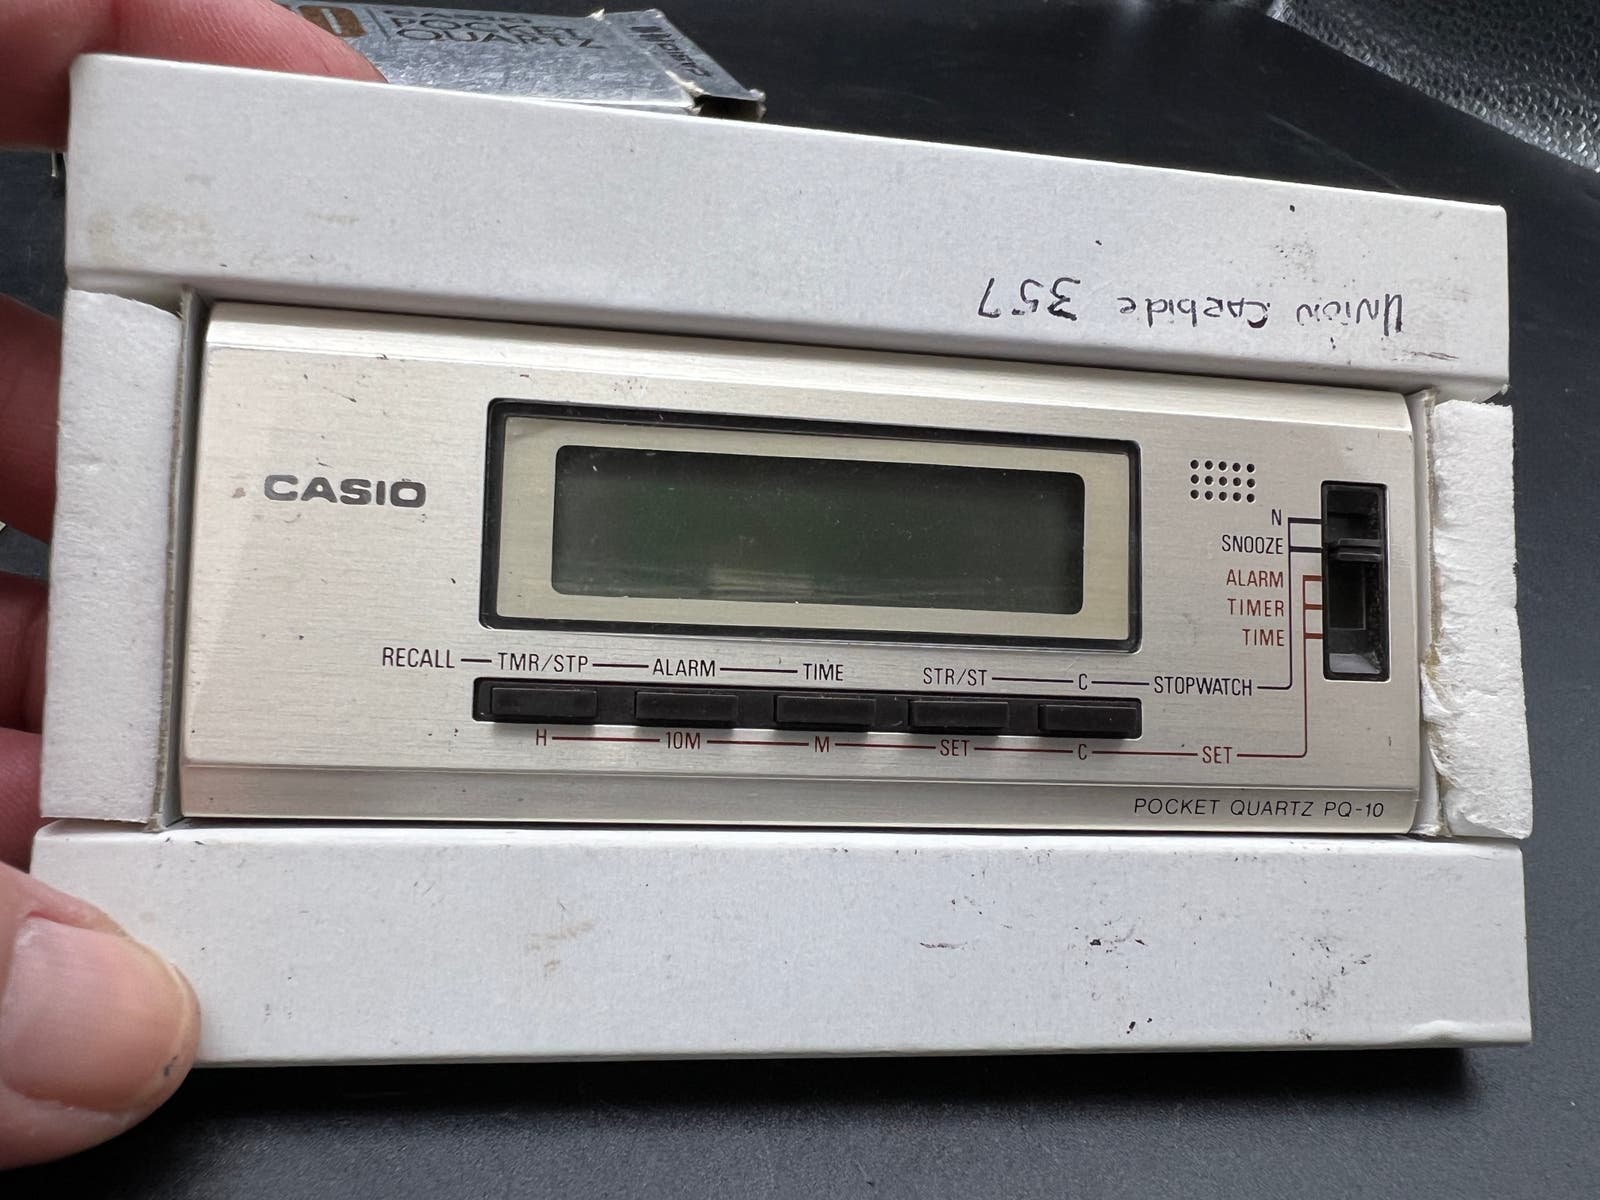 CASIO
POCKET
QUARTZ
Union Carbide 357
CASIO
N
SNOOZE
ALARM
TIMER
TIME
RECALL TMR/STP ALARM TIME STR/ST C STOPWATCH
H 10M M SET C SET
POCKET QUARTZ PQ-10